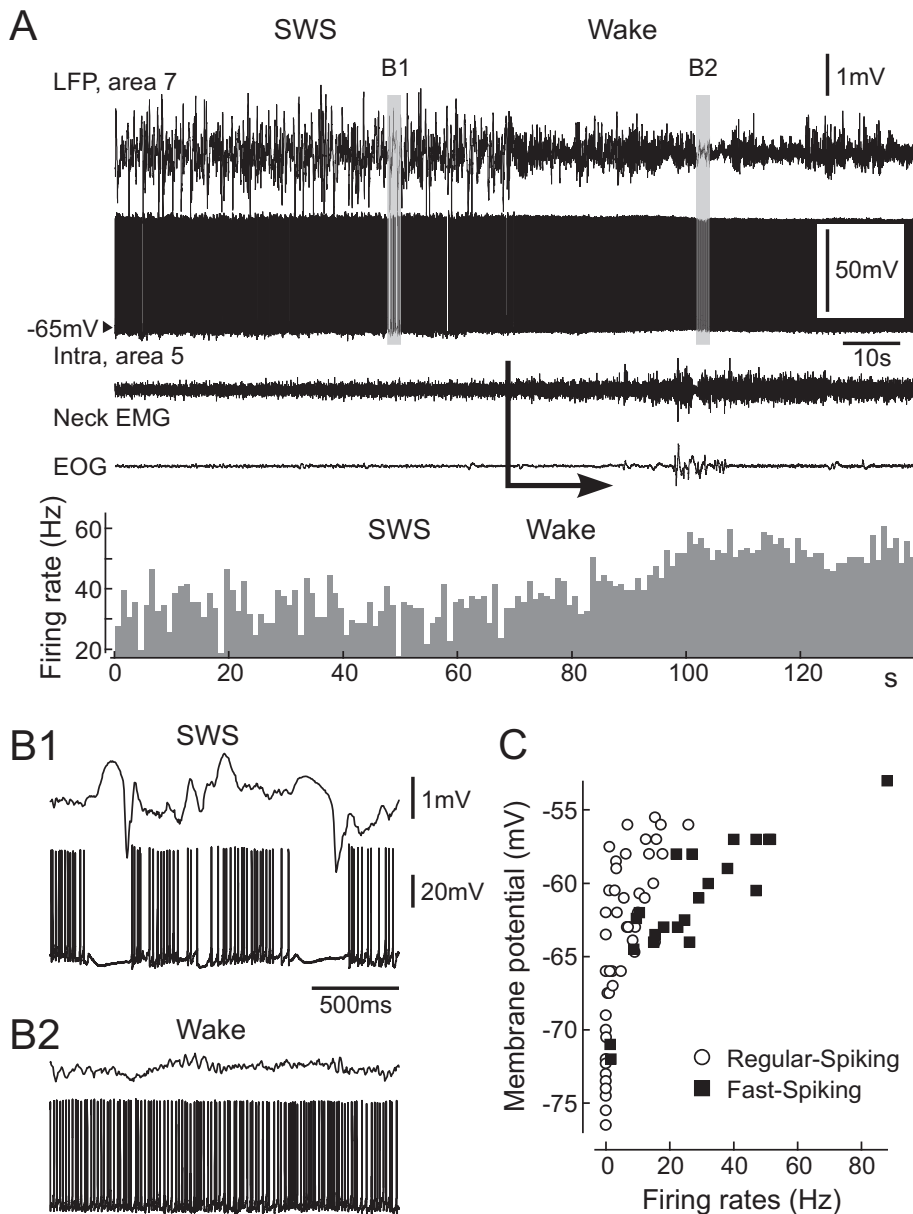 A
SWS
Wake
LFP, area 7
B1
B2
1mV
50mV
-65mV
Intra, area 5
10s
Neck EMG
EOG
Firing rate (Hz)
60
40
20
SWS
Wake
0
20
40
60
80
100
120
s
B1
SWS
1mV
20mV
500ms
B2
Wake
C
Membrane potential (mV)
-55
-60
-65
-70
-75
Regular-Spiking
Fast-Spiking
0
20
40
60
80
Firing rates (Hz)